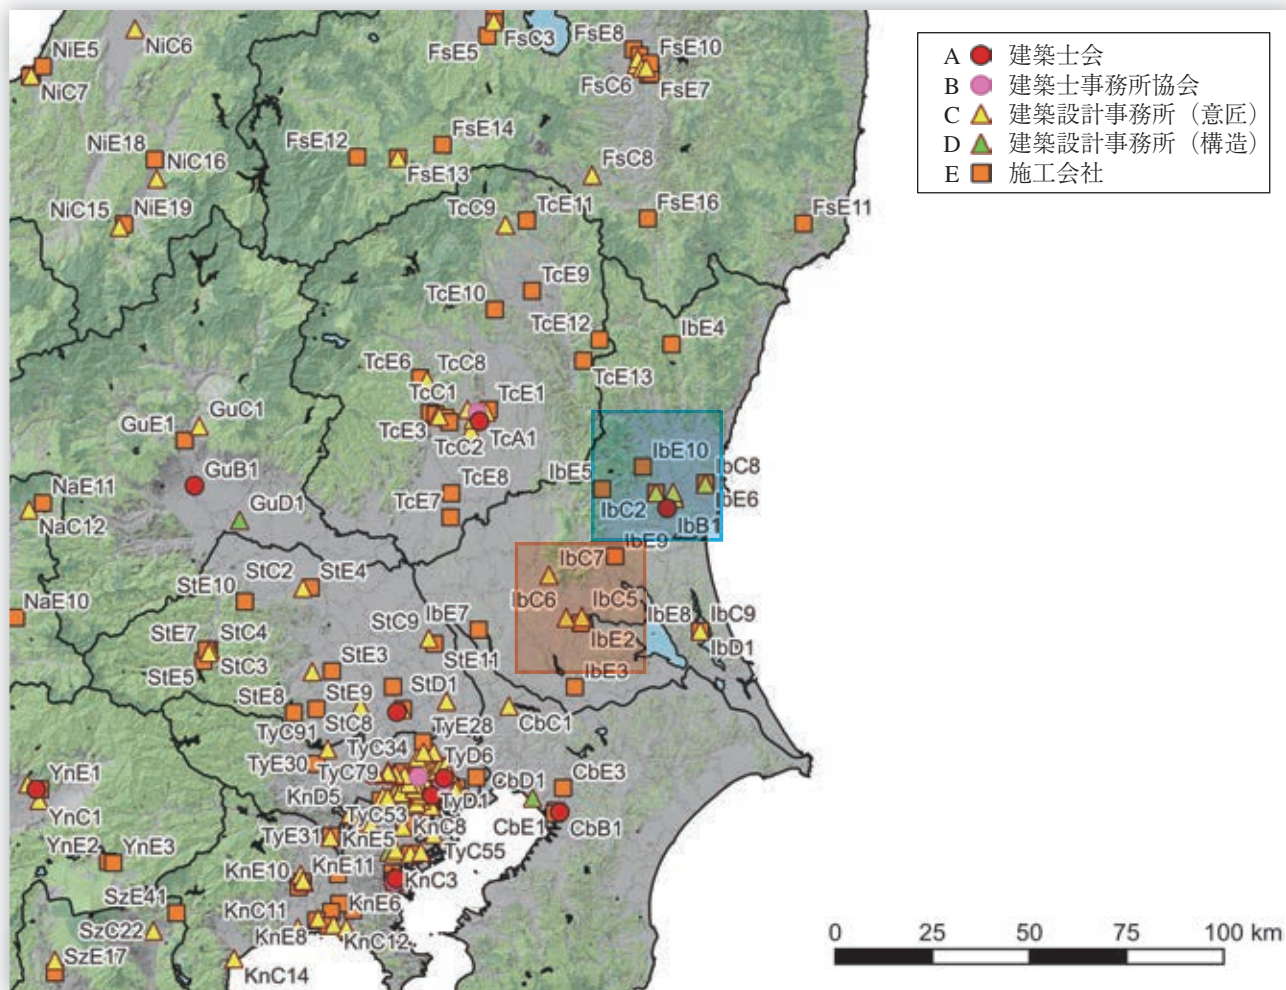 A 建築士会
B 建築士事務所協会
C 建築設計事務所（意匠）
D 建築設計事務所（構造）
E 施工会社
NiC6
NiE5
NiC7
FsE5
FsC3
FsE8
FsE10
FsC6
FsE7
NiE18
NiC16
FsE12
FsE14
FsE13
FsC8
NiC15
NiE19
TcC9
TcE11
FsE16
FsE11
TcE9
TcE10
TcE12
IbE4
TcE13
TcE6
TcC8
TcC1
TcE1
TcE3
TcC2
TcA1
GuC1
GuE1
GuB1
GuD1
TcE8
TcE7
IbE5
IbE10
IbC8
IbE6
IbC2
IbB1
NaE11
NaC12
IbE9
IbC7
StC2
StE4
StE10
NaE10
IbC6
IbC5
IbE8
IbC9
IbE2
IbD1
StC9
IbE7
StE7
StC4
StC3
StE5
StE3
StE11
IbE3
StE8
StE9
StD1
TyC91
StC8
TyE28
CbC1
TyC34
TyD6
TyE30
TyC79
CbD1
CbE3
YnE1
KnD5
TyD1
YnC1
TyC53
KnC8
CbE1
CbB1
TyE31
KnE5
TyC55
YnE2
YnE3
KnE10
KnE11
KnC3
SzE41
KnC11
KnE6
SzC22
KnE8
KnC12
SzE17
KnC14
0 25 50 75 100 km